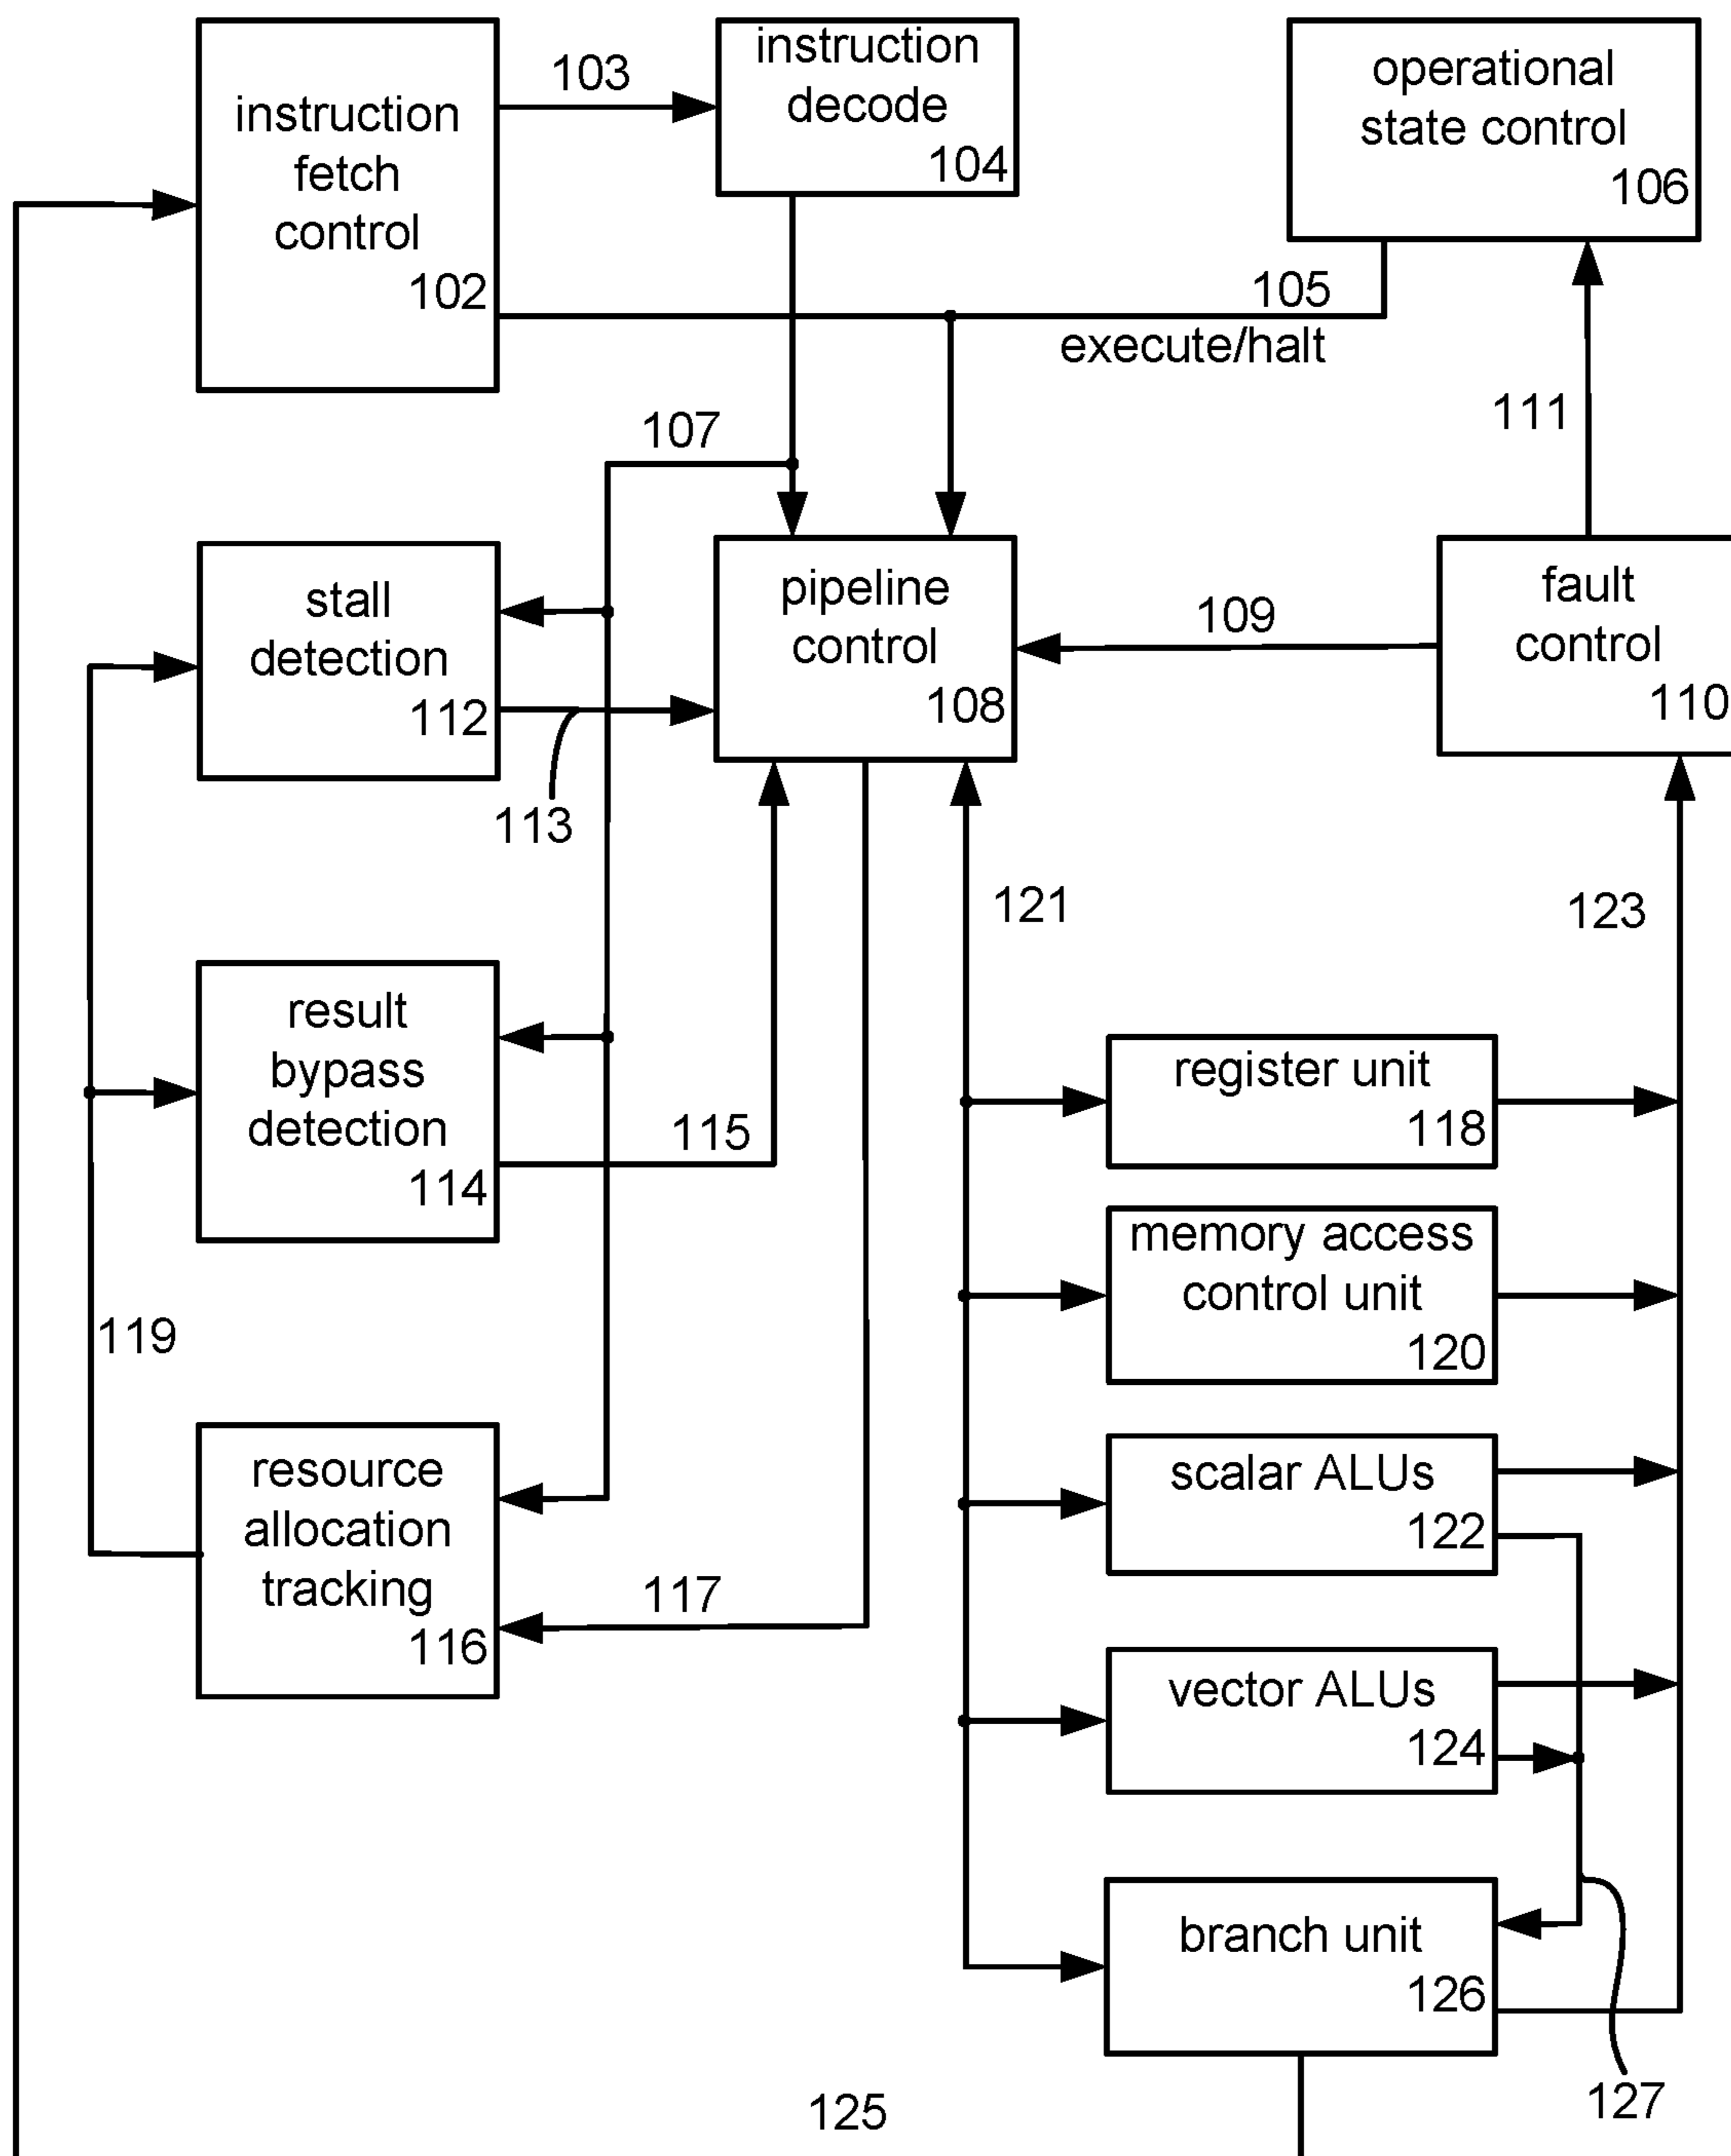 instruction
fetch
control
102
103
instruction
decode
104
operational
state control
106
105
execute/halt
107
111
stall
detection
112
113
pipeline
control
108
109
fault
control
110
121
123
result
bypass
detection
114
115
register unit
118
memory access
control unit
120
119
resource
allocation
tracking
116
117
scalar ALUs
122
vector ALUs
124
branch unit
126
125
127